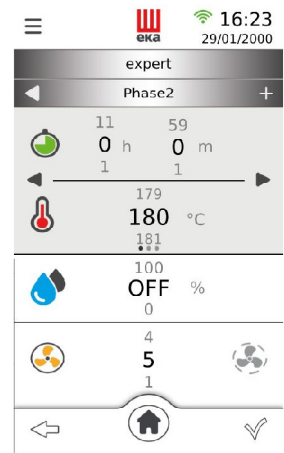 16:23
eka
29/01/2000
expert
Phase2 +
11 59
0 h 0 m
1 1
179
180 °C
181
100
OFF %
0
4
5
1